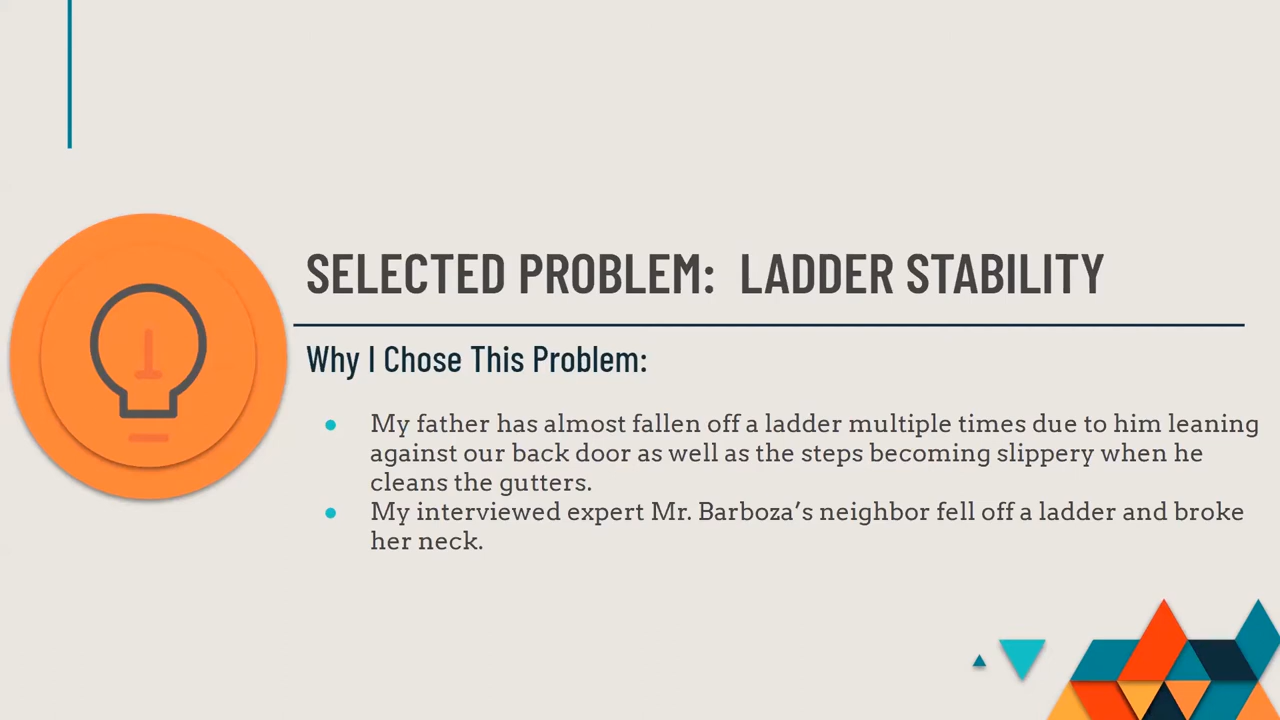 SELECTED PROBLEM: LADDER STABILITY
Why I Chose This Problem:
● My father has almost fallen off a ladder multiple times due to him leaning
against our back door as well as the steps becoming slippery when he
cleans the gutters.
● My interviewed expert Mr. Barboza’s neighbor fell off a ladder and broke
her neck.